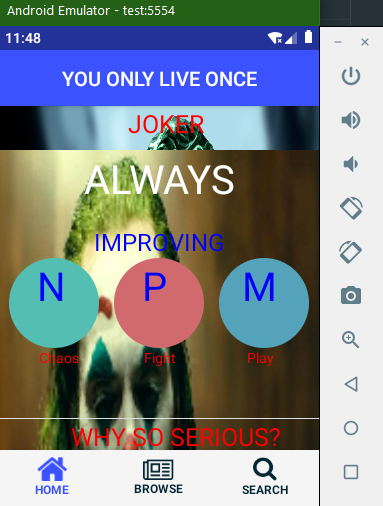 Android Emulator - test:5554
11:48
YOU ONLY LIVE ONCE
JOKER
ALWAYS
IMPROVING
N P M
Chaos Fight Play
WHY SO SERIOUS?
HOME BROWSE SEARCH